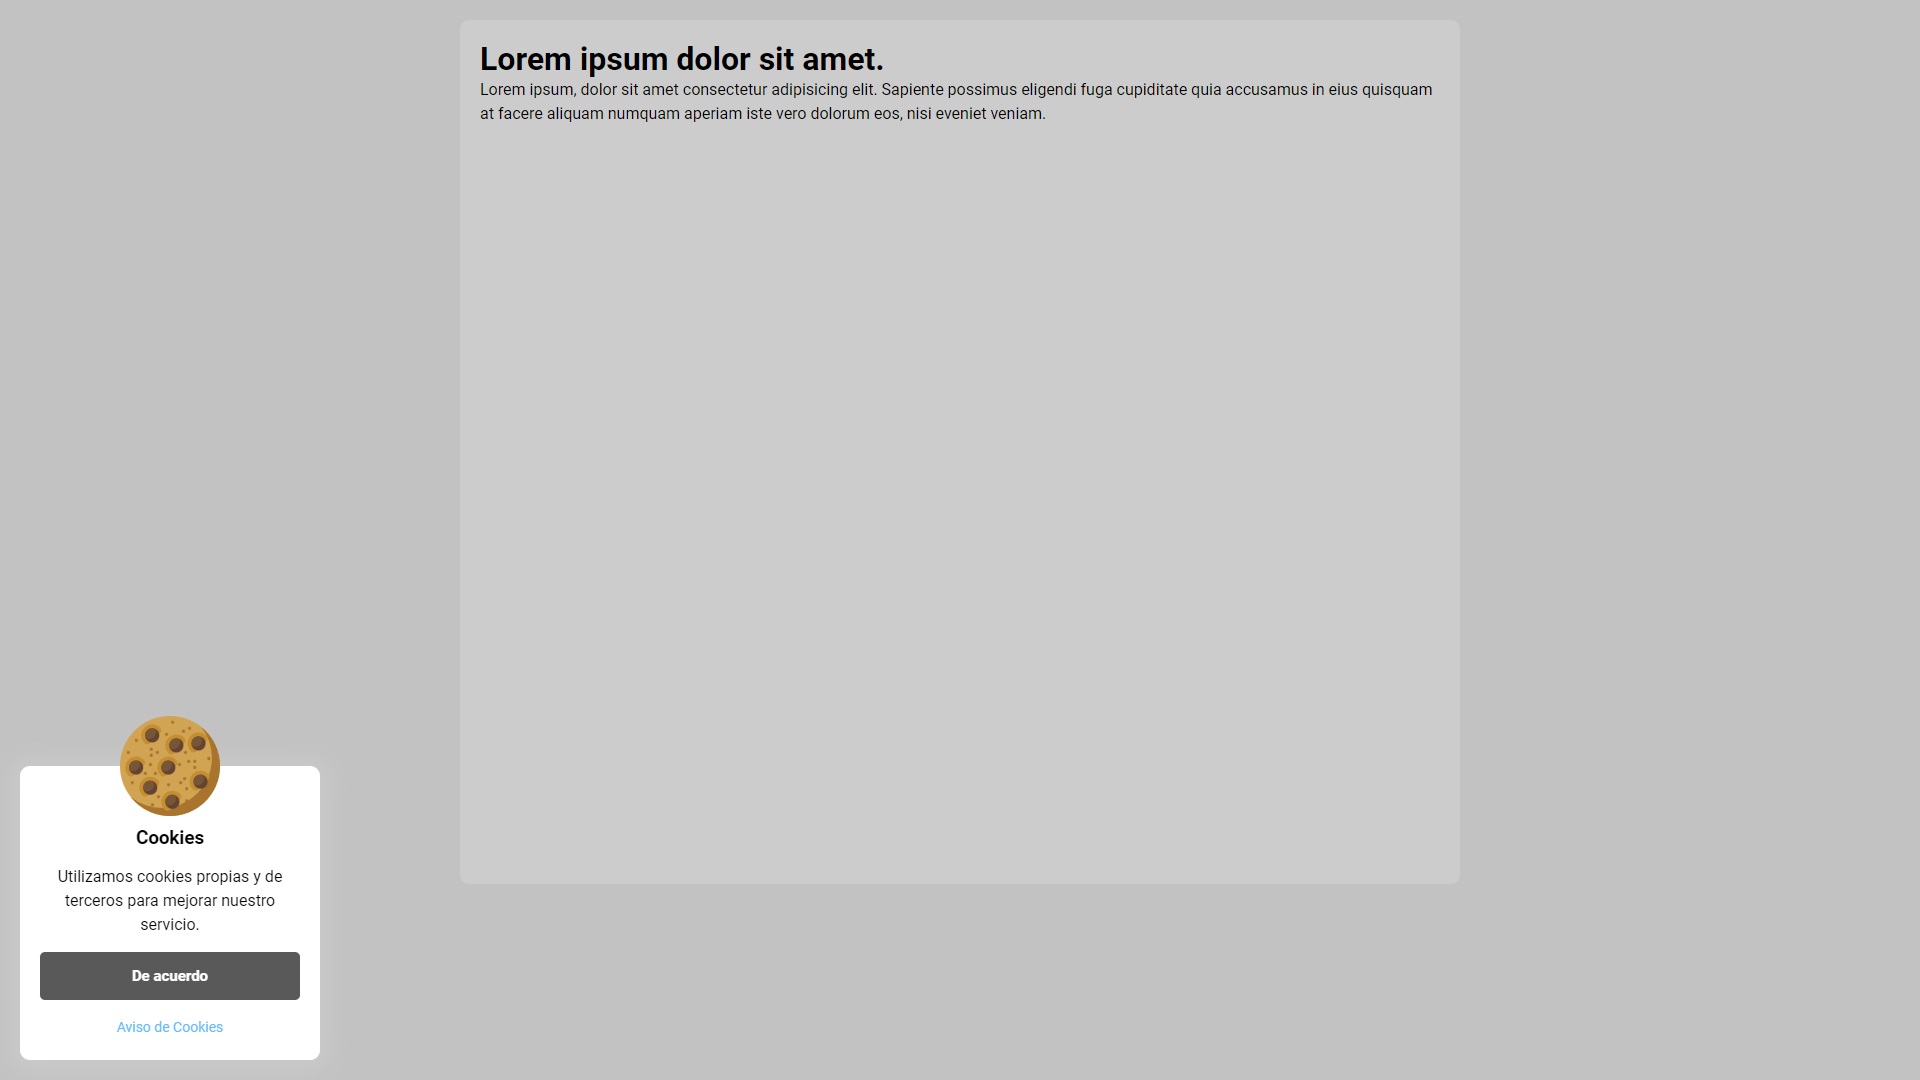 Lorem ipsum dolor sit amet.
Lorem ipsum, dolor sit amet consectetur adipisicing elit. Sapiente possimus eligendi fuga cupiditate quia accusamus in eius quisquam
at facere aliquam numquam aperiam iste vero dolorum eos, nisi eveniet veniam.
Cookies
Utilizamos cookies propias y de
terceros para mejorar nuestro
servicio.
De acuerdo
Aviso de Cookies